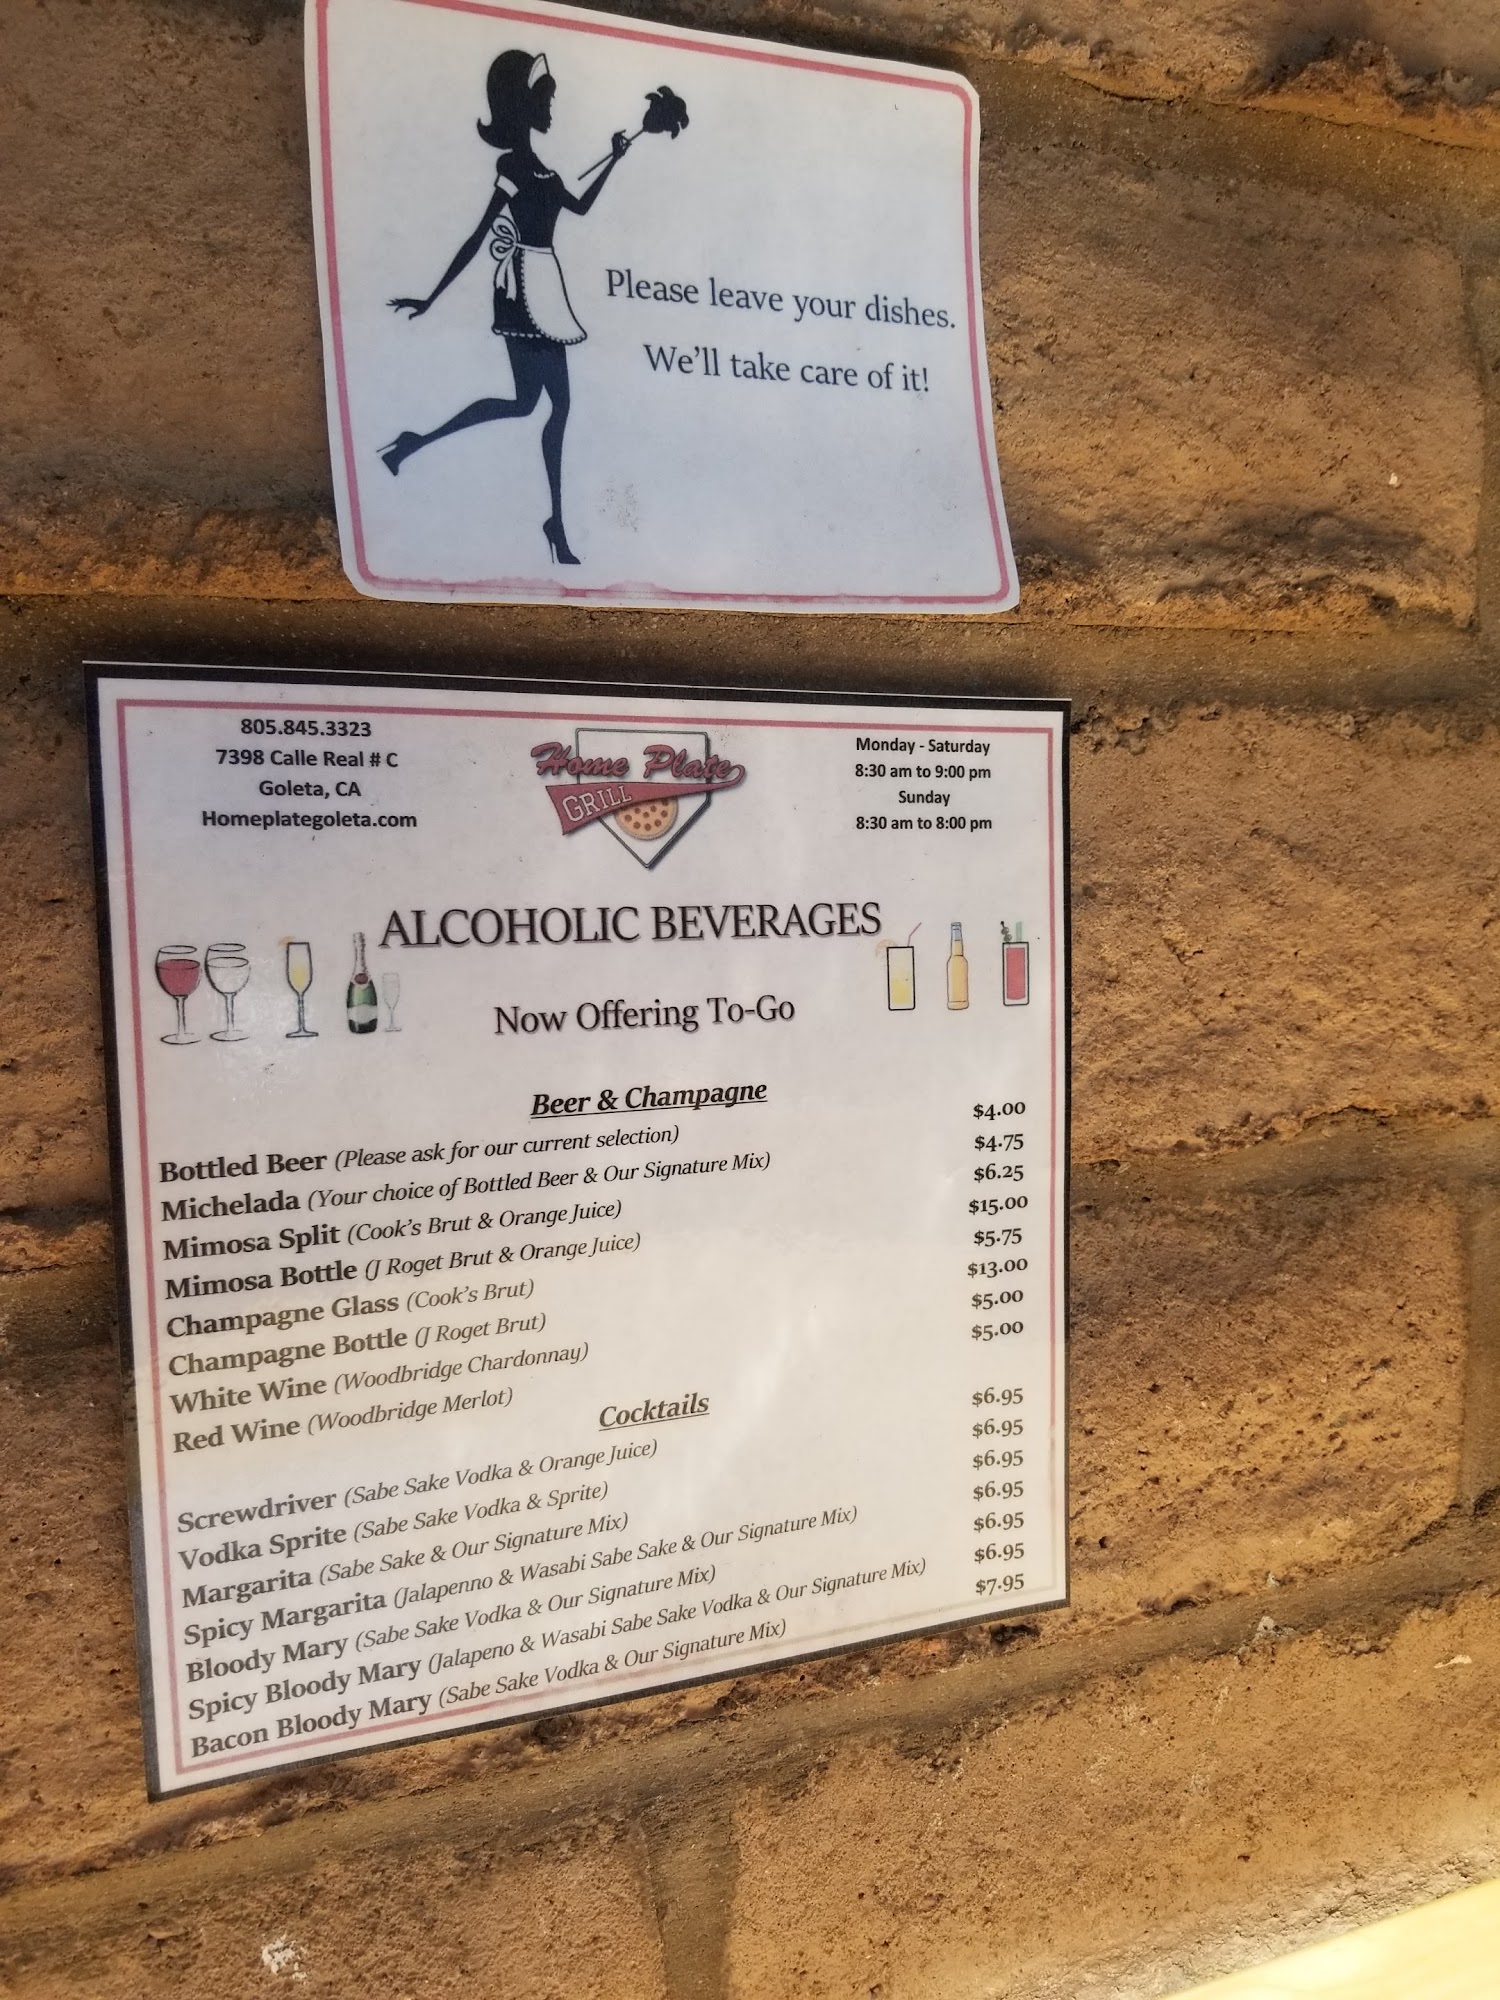 Please leave your dishes.
We'll take care of it!
805.845.3323
7398 Calle Real # C
Goleta, CA
Homeplategoleta.com
Home Plate
GRILL
Monday - Saturday
8:30 am to 9:00 pm
Sunday
8:30 am to 8:00 pm
ALCOHOLIC BEVERAGES
Now Offering To-Go
Beer & Champagne
Bottled Beer (Please ask for our current selection) $4.00
Michelada (Your choice of Bottled Beer & Our Signature Mix) $4.75
Mimosa Split (Cook's Brut & Orange Juice) $6.25
Mimosa Bottle (J Roget Brut & Orange Juice) $15.00
Champagne Glass (Cook's Brut) $5.75
Champagne Bottle (J Roget Brut) $13.00
White Wine (Woodbridge Chardonnay) $5.00
Red Wine (Woodbridge Merlot) $5.00
Cocktails
Screwdriver (Sabe Sake Vodka & Orange Juice) $6.95
Vodka Sprite (Sabe Sake Vodka & Sprite) $6.95
Margarita (Sabe Sake & Our Signature Mix) $6.95
Spicy Margarita (Jalapenno & Wasabi Sabe Sake & Our Signature Mix) $6.95
Bloody Mary (Sabe Sake Vodka & Our Signature Mix) $6.95
Spicy Bloody Mary (Jalapeno & Wasabi Sabe Sake Vodka & Our Signature Mix) $6.95
Bacon Bloody Mary (Sabe Sake Vodka & Our Signature Mix) $7.95